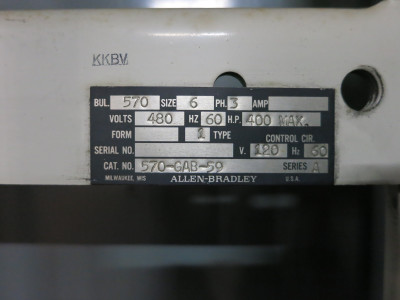 KKBV
BUL. 570 SIZE 6 PH. 3 AMP
VOLTS 480 HZ 60 H.P. 400 MAX.
FORM 1 TYPE CONTROL CIR.
SERIAL NO. V. 120 Hz 60
CAT. NO. 570-GAB-59 SERIES A
MILWAUKEE, WIS ALLEN-BRADLEY U.S.A.